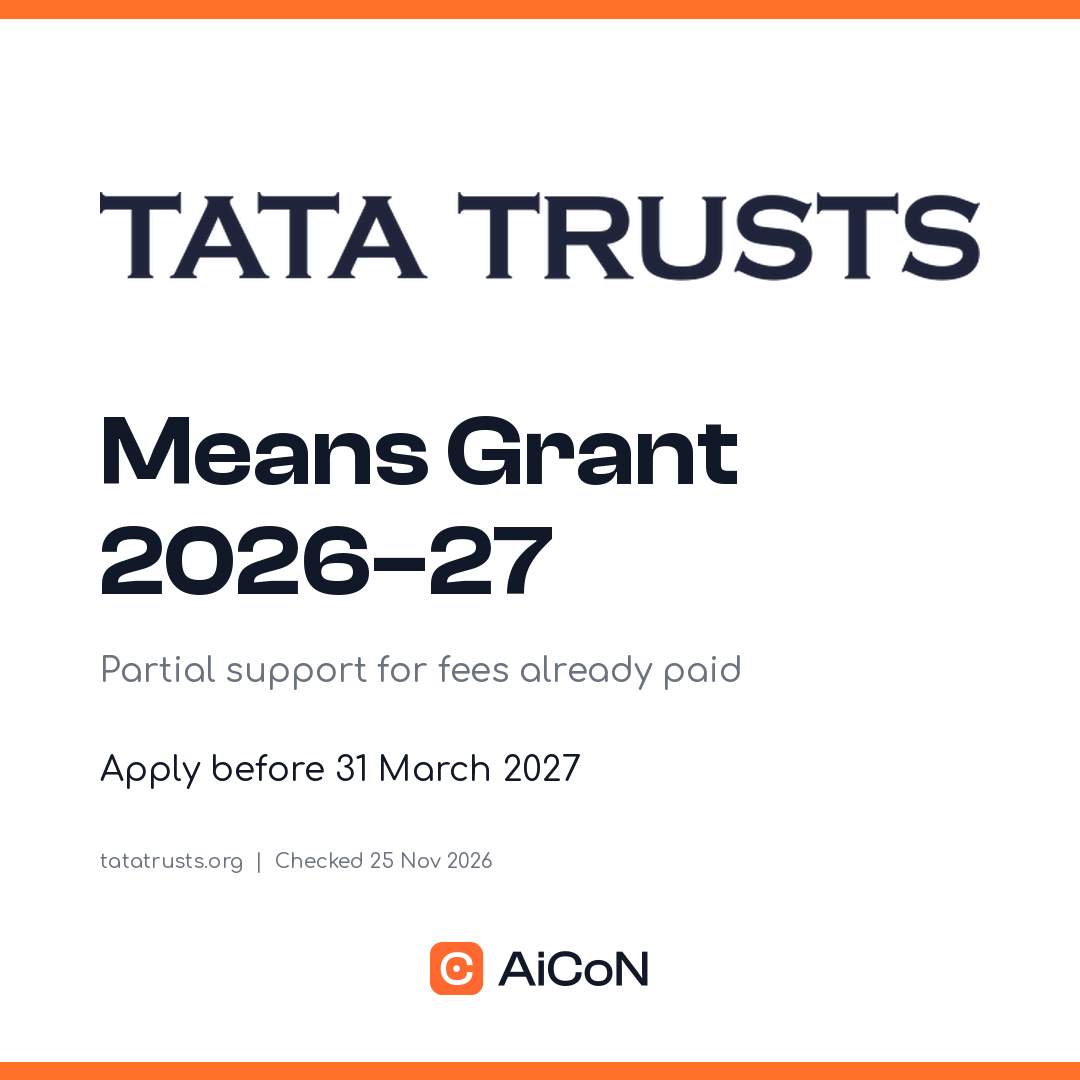 TATA TRUSTS
Means Grant
2026–27
Partial support for fees already paid
Apply before 31 March 2027
tatatrusts.org | Checked 25 Nov 2026
AiCoN